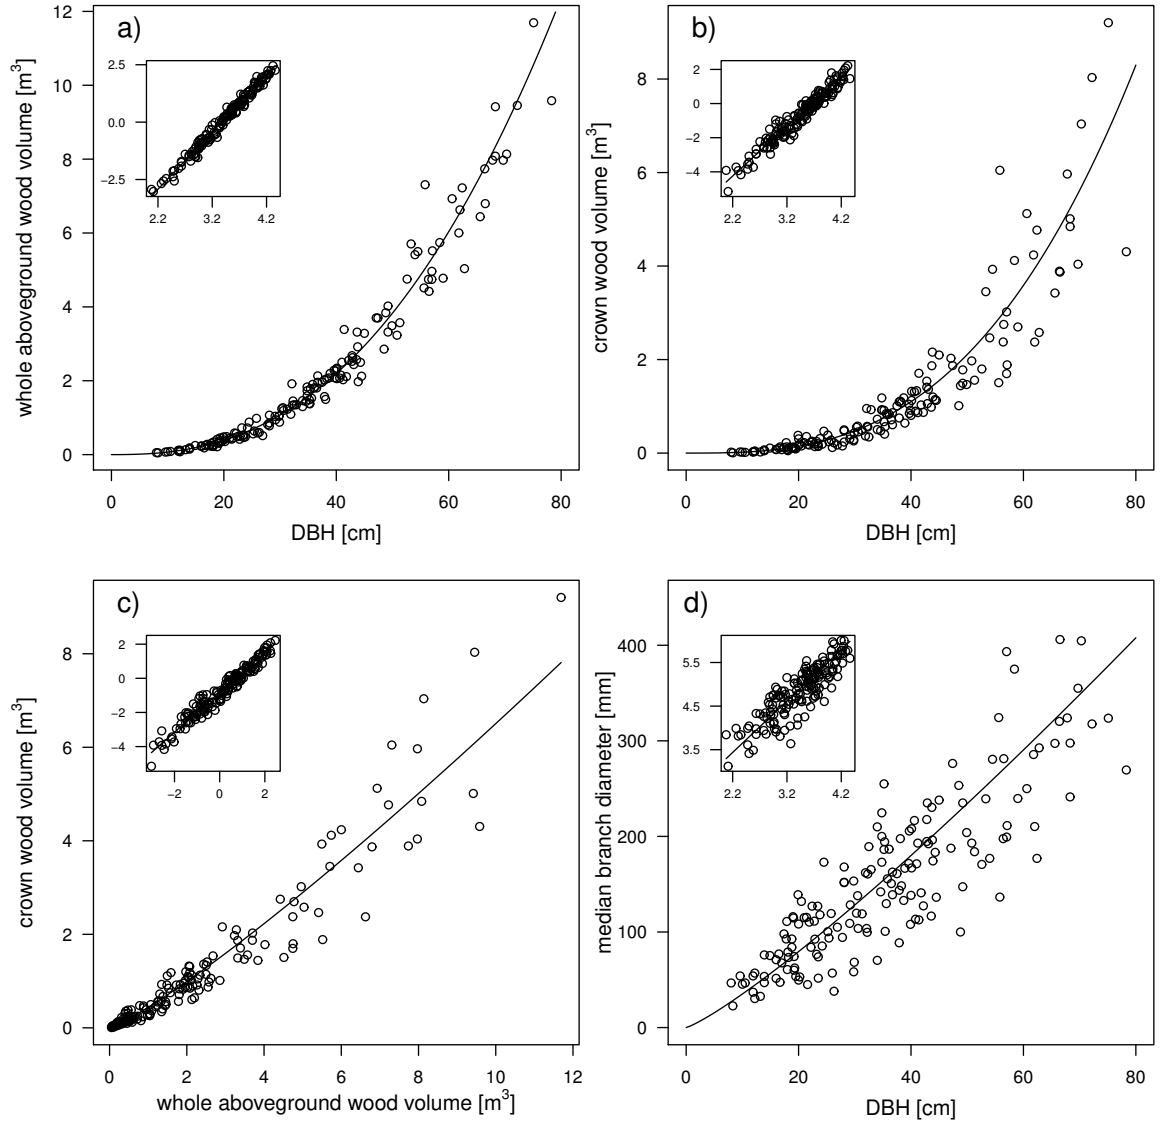 a)
whole aboveground wood volume [m³]
0
2
4
6
8
10
12
0 20 40 60 80
DBH [cm]
−2.5
0.0
2.5
2.2 3.2 4.2
b)
crown wood volume [m³]
0
2
4
6
8
0 20 40 60 80
DBH [cm]
−4
−2
0
2
2.2 3.2 4.2
c)
crown wood volume [m³]
0
2
4
6
8
0 2 4 6 8 10 12
whole aboveground wood volume [m³]
−4
−2
0
2
−2 0 2
d)
median branch diameter [mm]
0
100
200
300
400
0 20 40 60 80
DBH [cm]
3.5
4.5
5.5
2.2 3.2 4.2